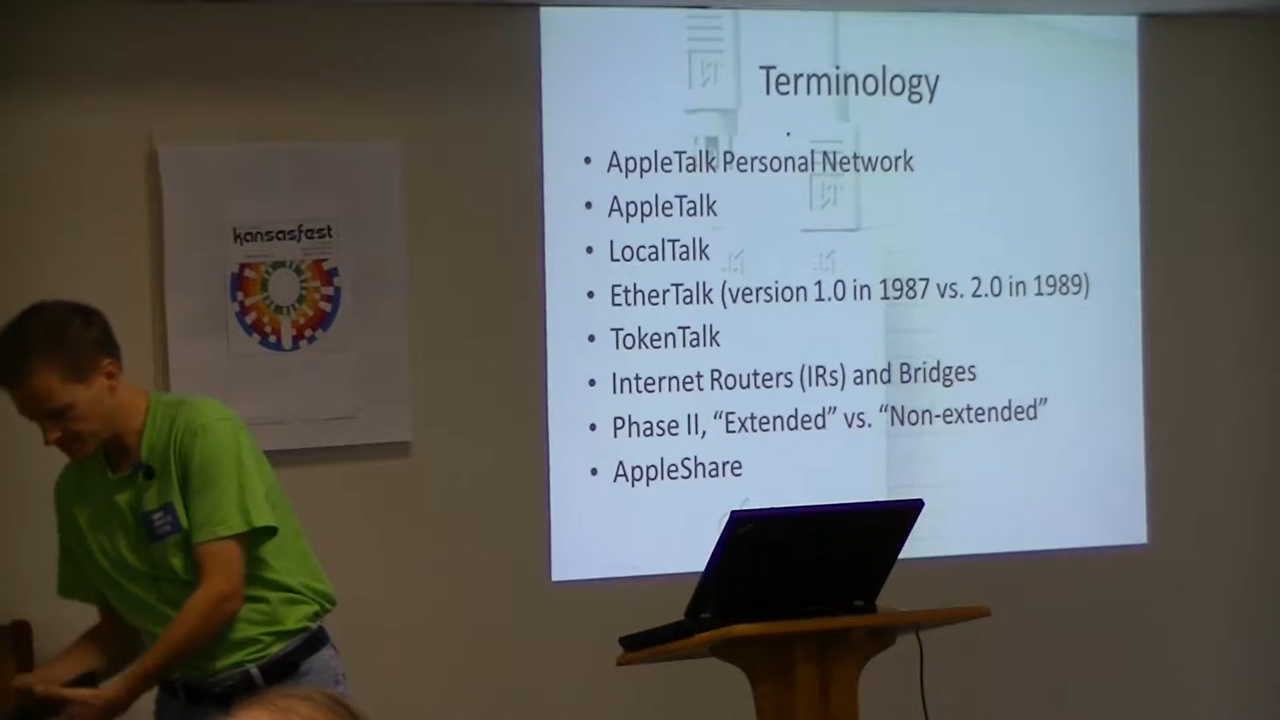 Terminology
• AppleTalk Personal Network
• AppleTalk
• LocalTalk
• EtherTalk (version 1.0 in 1987 vs. 2.0 in 1989)
• TokenTalk
• Internet Routers (IRs) and Bridges
• Phase II, “Extended” vs. “Non-extended”
• AppleShare
kansasfest